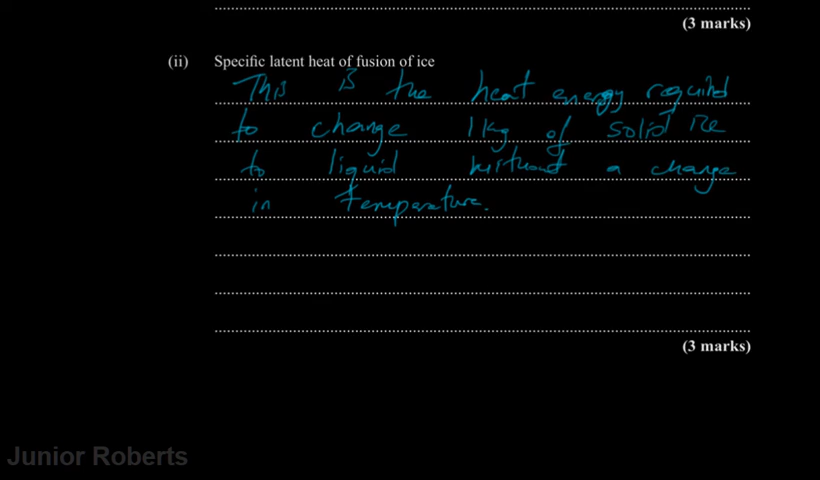 (3 marks)
(ii) Specific latent heat of fusion of ice
This is the heat energy required
to change 1kg of solid ice
to liquid without a change
in temperature.
(3 marks)
Junior Roberts